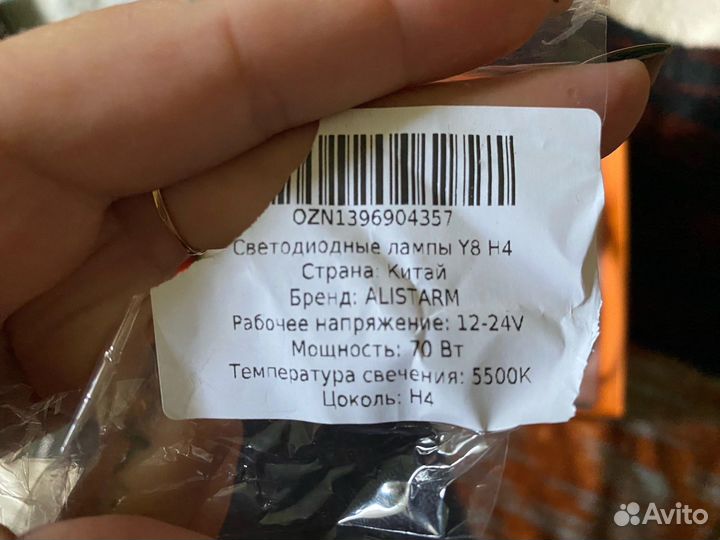 OZN1396904357
Светодиодные лампы Y8 H4
Страна: Китай
Бренд: ALISTARM
Рабочее напряжение: 12-24V
Мощность: 70 Вт
Температура свечения: 5500K
Цоколь: H4
Avito